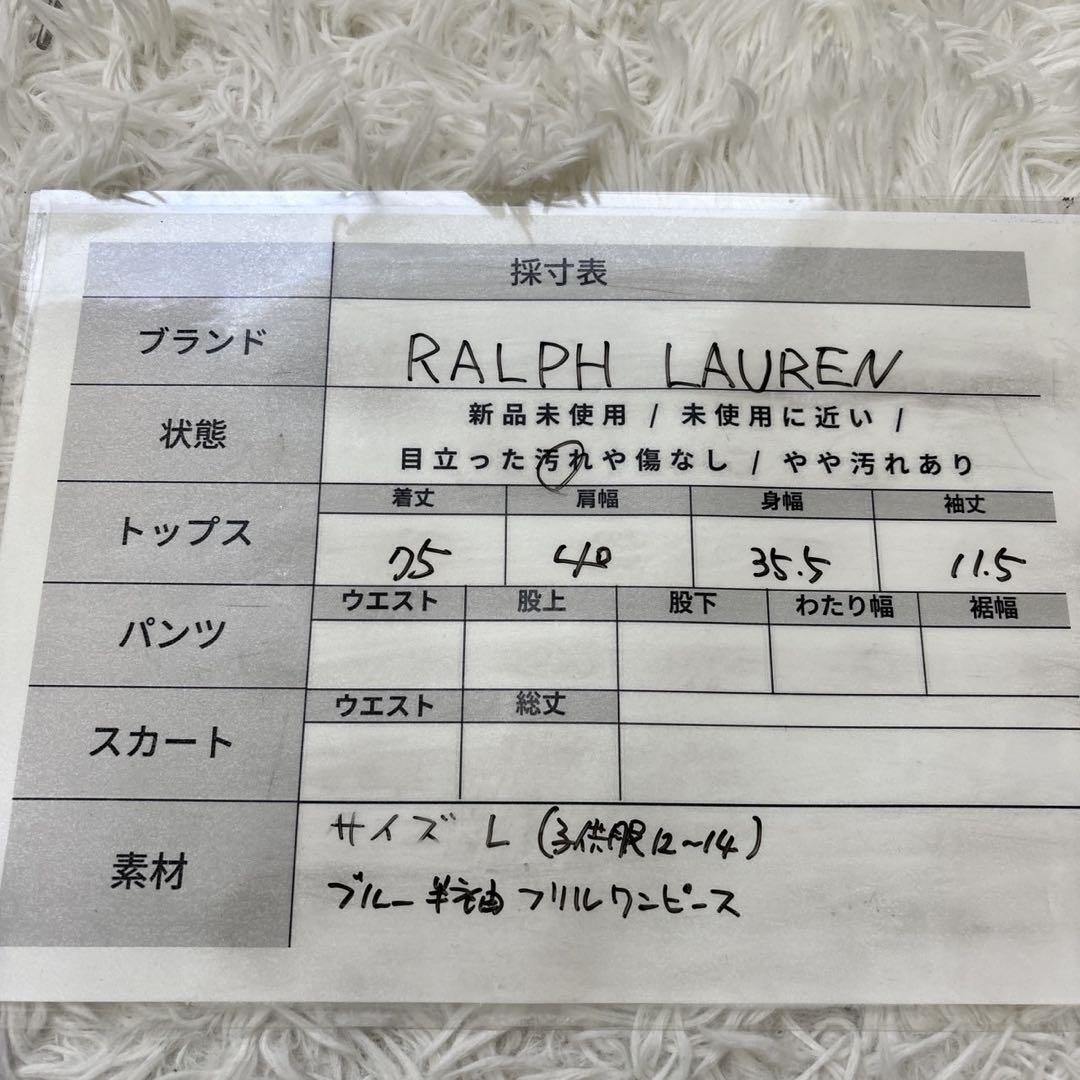 採寸表
ブランド RALPH LAUREN
状態 新品未使用 / 未使用に近い /
目立った汚れや傷なし / やや汚れあり
トップス 着丈 肩幅 身幅 袖丈
75 40 35.5 11.5
パンツ ウエスト 股上 股下 わたり幅 裾幅
スカート ウエスト 総丈
素材 サイズ L (子供服12~14)
ブルー半袖フリルワンピース